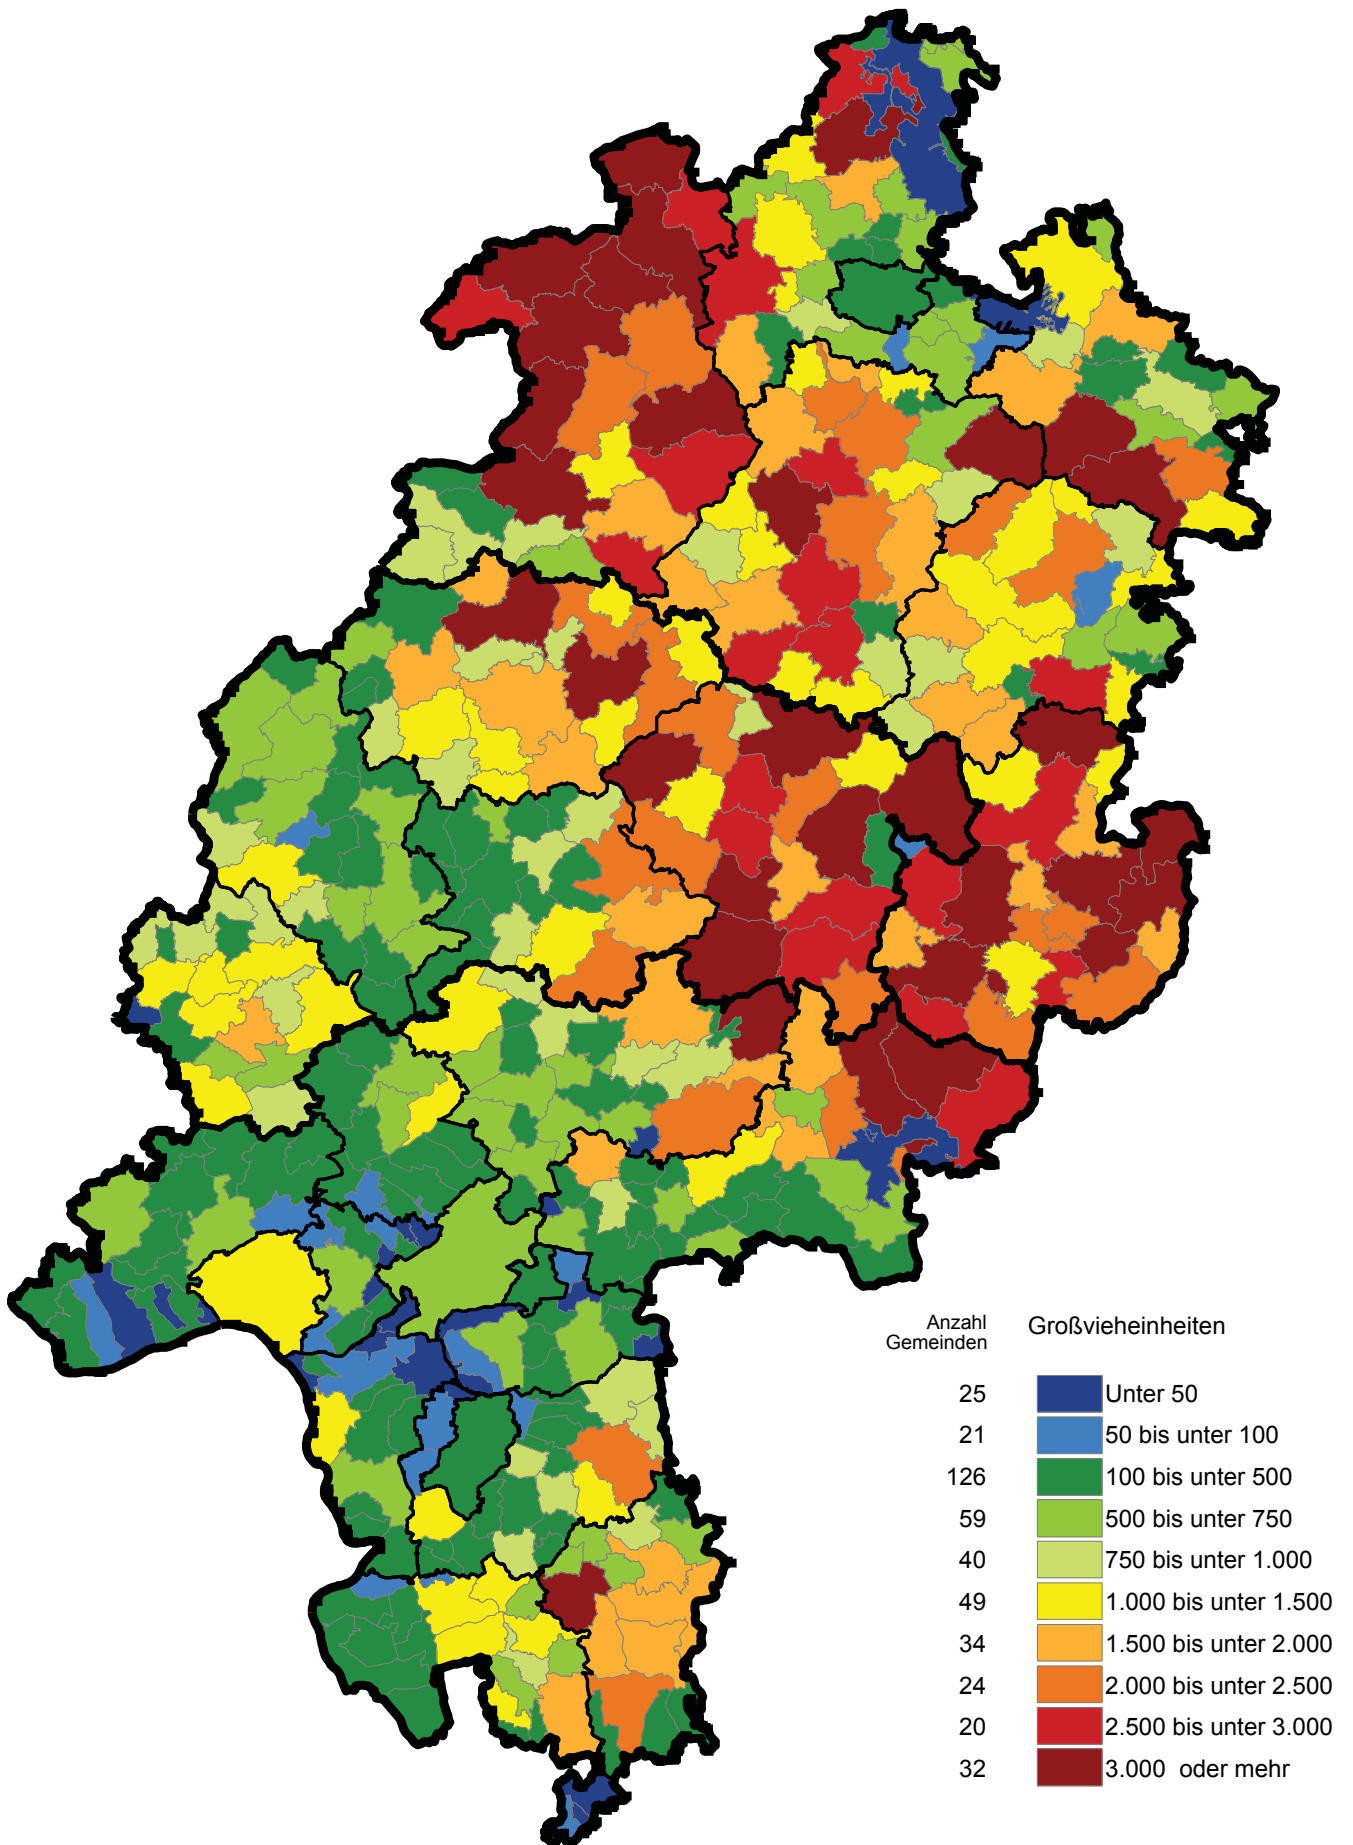 Anzahl
Gemeinden
Großvieheinheiten
25 Unter 50
21 50 bis unter 100
126 100 bis unter 500
59 500 bis unter 750
40 750 bis unter 1.000
49 1.000 bis unter 1.500
34 1.500 bis unter 2.000
24 2.000 bis unter 2.500
20 2.500 bis unter 3.000
32 3.000 oder mehr